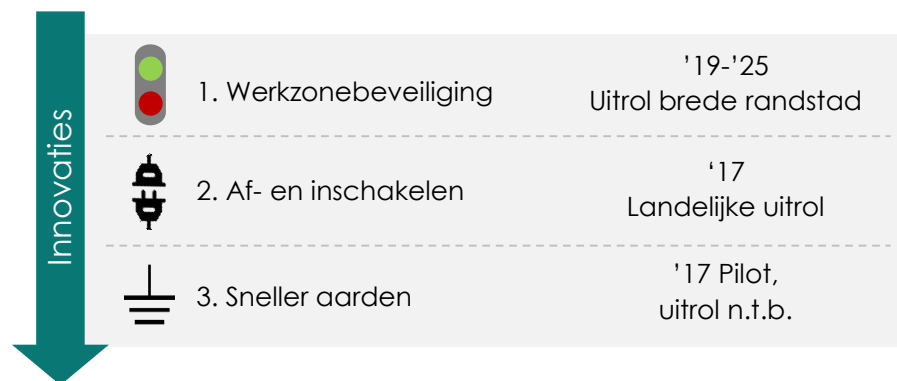 Innovaties
1. Werkzonebeveiliging
’19-’25
Uitrol brede randstad
2. Af- en inschakelen
‘17
Landelijke uitrol
3. Sneller aarden
’17 Pilot,
uitrol n.t.b.